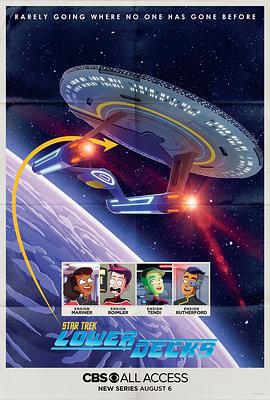 RARELY GOING WHERE NO ONE HAS GONE BEFORE
ENSIGN MARINER
ENSIGN BOIMLER
ENSIGN TENDI
ENSIGN RUTHERFORD
STAR TREK
LOWER DECKS
CBS ALL ACCESS
NEW SERIES AUGUST 6